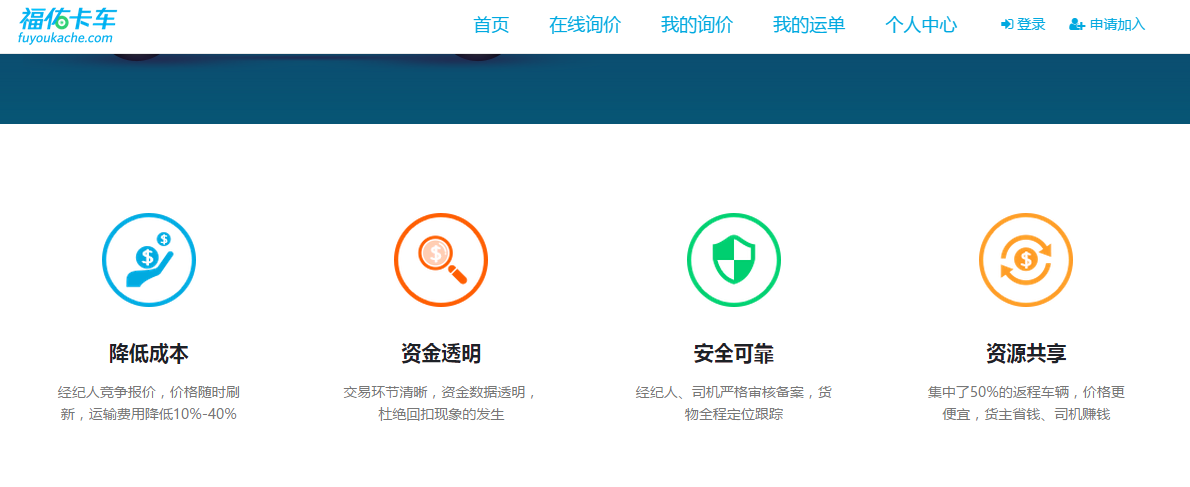 福佑卡车
fuyoukache.com
首页 在线询价 我的询价 我的运单 个人中心 登录 申请加入
降低成本
经纪人竞争报价，价格随时刷
新，运输费用降低10%-40%
资金透明
交易环节清晰，资金数据透明，
杜绝回扣现象的发生
安全可靠
经纪人、司机严格审核备案，货
物全程定位跟踪
资源共享
集中了50%的返程车辆，价格更
便宜，货主省钱、司机赚钱